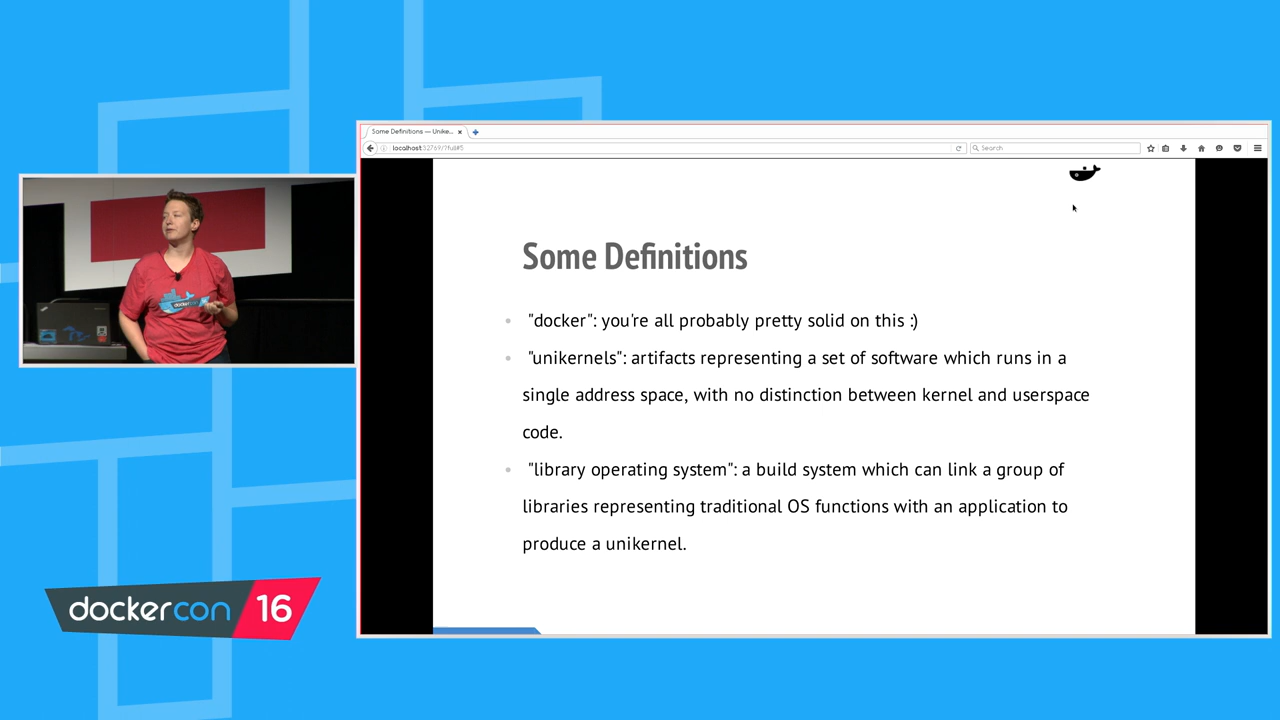 Some Definitions — Unike...
localhost:32769/?full#5
Search
Some Definitions
"docker": you're all probably pretty solid on this :)
"unikernels": artifacts representing a set of software which runs in a
single address space, with no distinction between kernel and userspace
code.
"library operating system": a build system which can link a group of
libraries representing traditional OS functions with an application to
produce a unikernel.
dockercon
dockercon 16